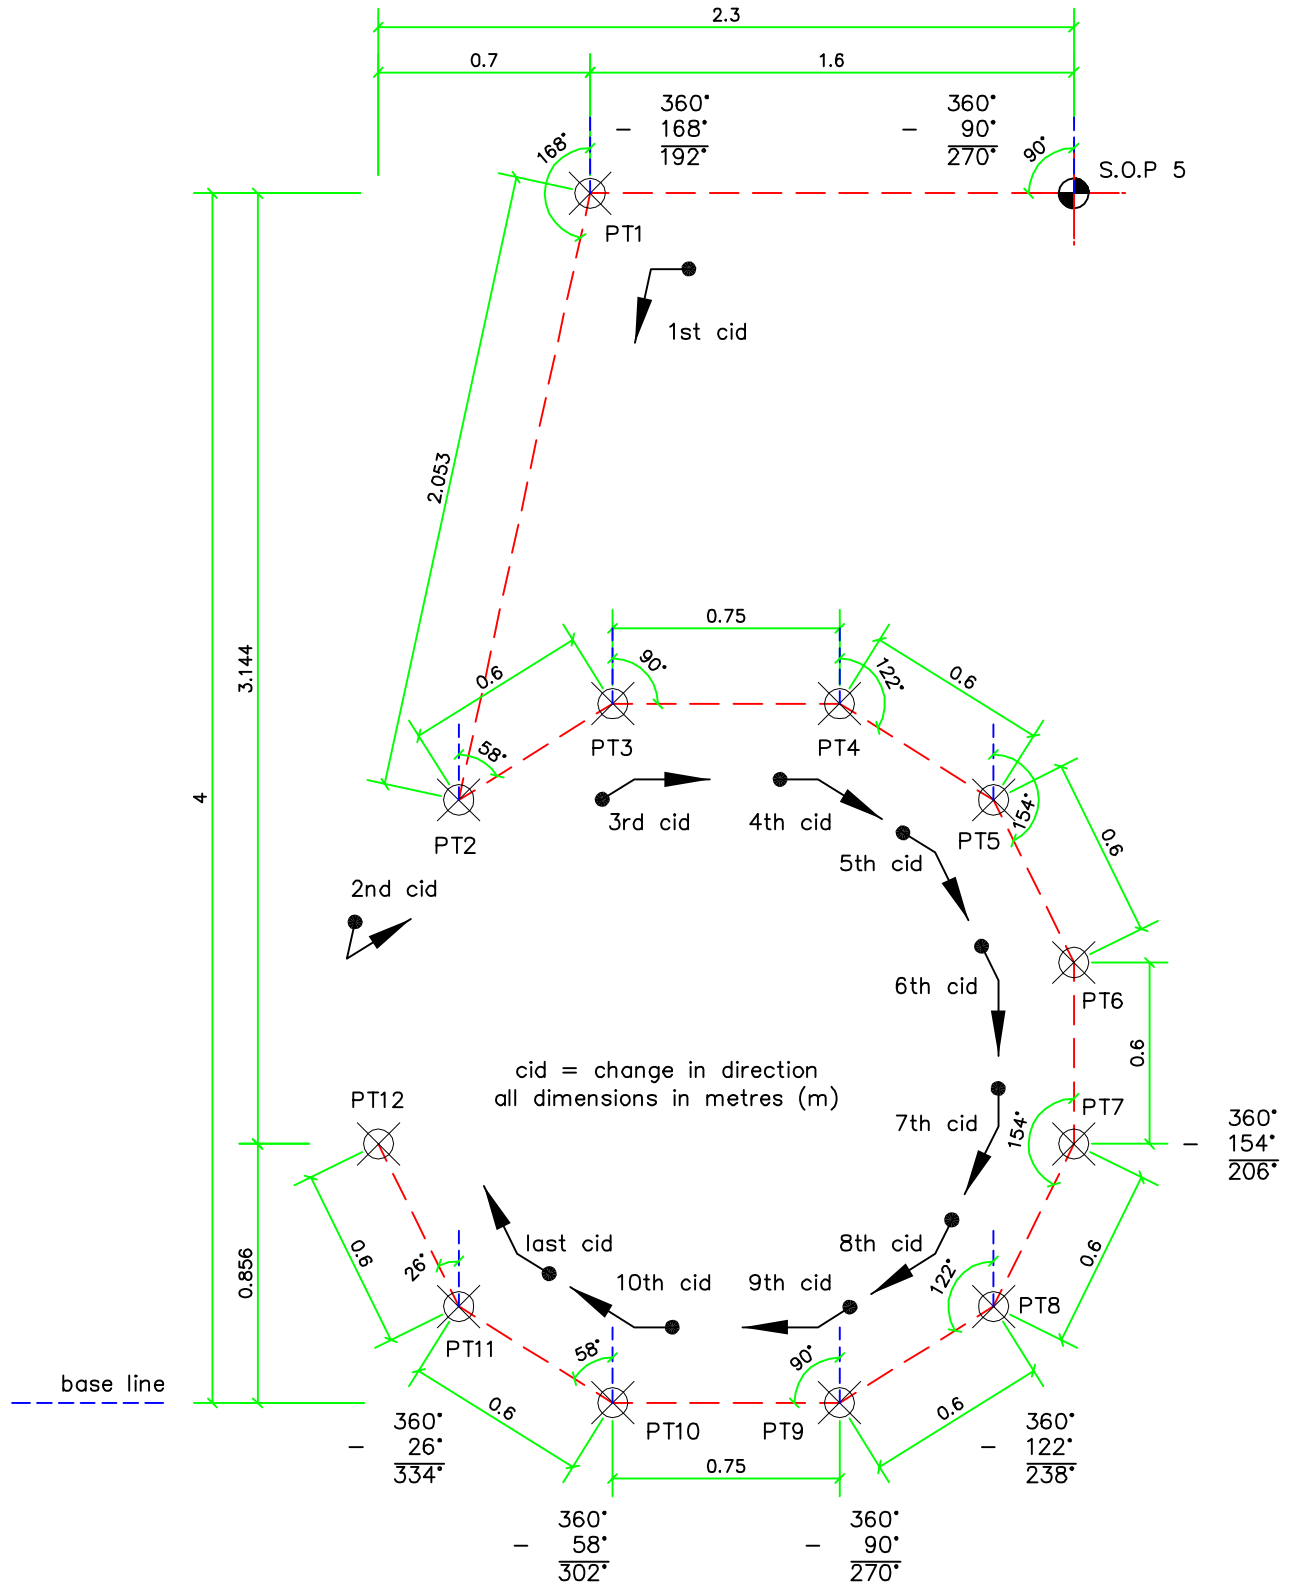 2.3
0.7
1.6
360°
- 168°
192°
360°
- 90°
270°
168°
90°
S.O.P 5
PT1
1st cid
2.053
3.144
4
0.75
0.6
90°
122°
0.6
58°
PT3
PT4
154°
0.6
PT2
3rd cid
4th cid
PT5
5th cid
2nd cid
6th cid
PT6
0.6
cid = change in direction
all dimensions in metres (m)
PT12
7th cid
154°
PT7
360°
- 154°
206°
0.6
26°
last cid
8th cid
0.6
0.856
10th cid
9th cid
122°
PT8
PT11
58°
90°
base line
0.6
PT10
PT9
0.6
360°
- 26°
334°
0.75
360°
- 122°
238°
360°
- 58°
302°
360°
- 90°
270°